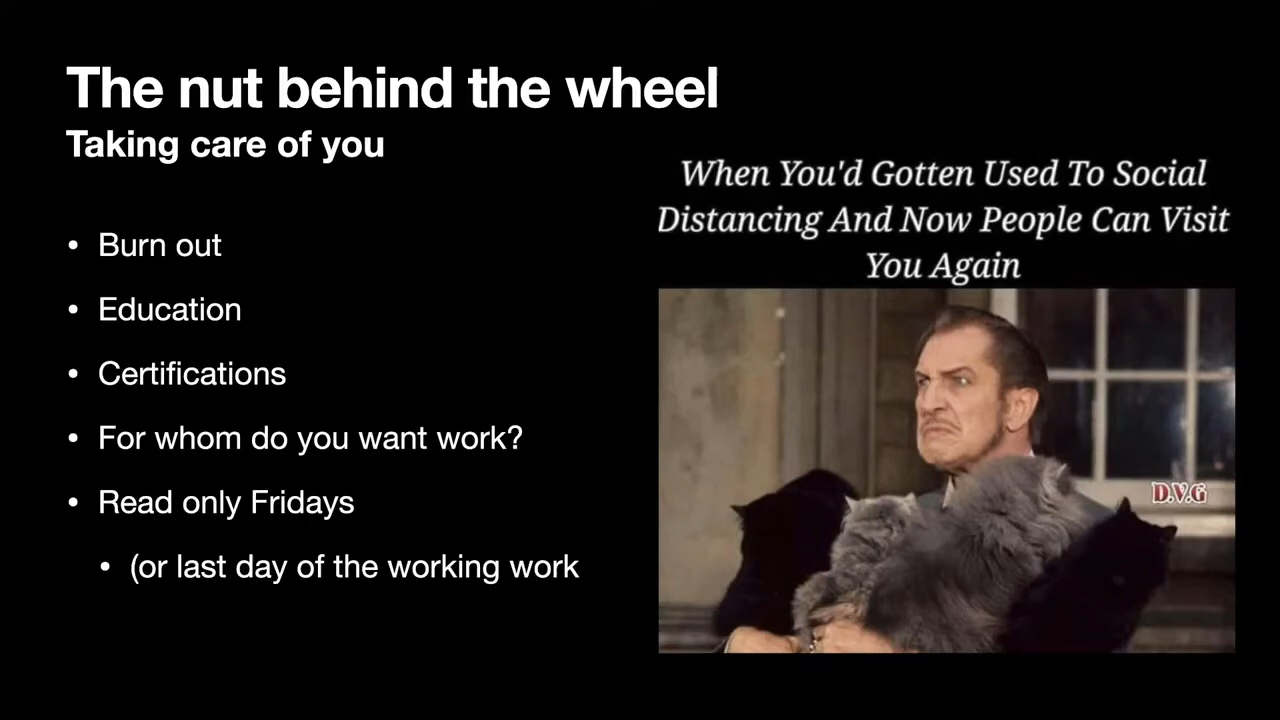 The nut behind the wheel
Taking care of you
• Burn out
• Education
• Certifications
• For whom do you want work?
• Read only Fridays
• (or last day of the working work
When You'd Gotten Used To Social
Distancing And Now People Can Visit
You Again
D.V.G